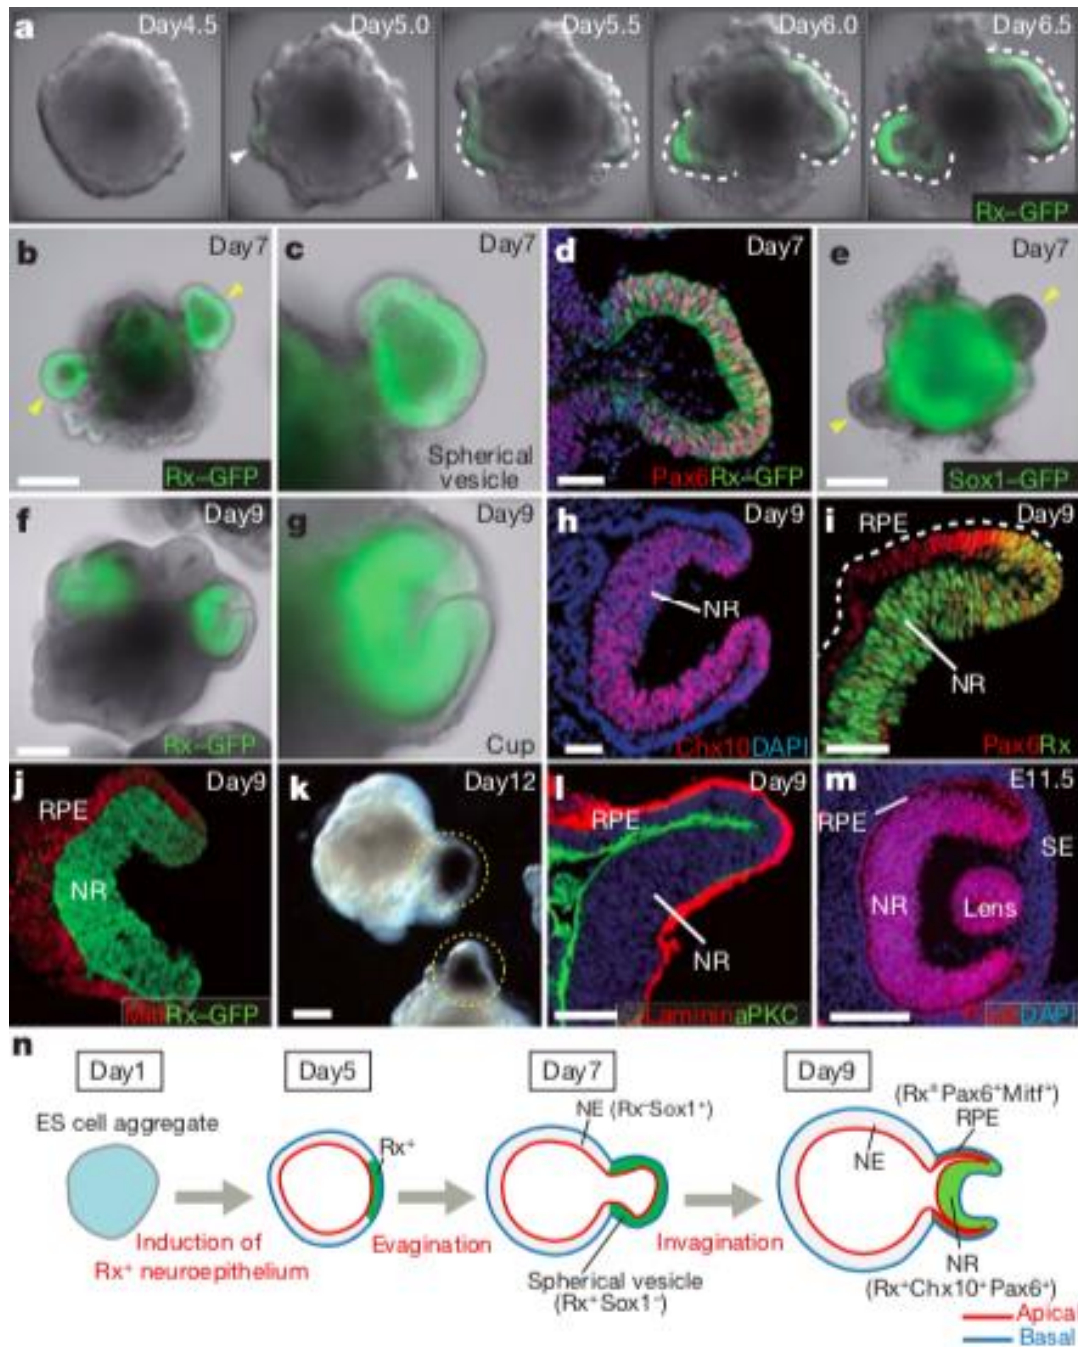 a Day4.5 Day5.0 Day5.5 Day6.0 Day6.5
Rx–GFP
b Day7 c Day7 d Day7 e Day7
Rx–GFP
Spherical
vesicle
Pax6Rx–GFP
Sox1–GFP
f Day9 g Day9 h Day9 i Day9
RPE
NR
NR
Rx–GFP
Cup
Chx10DAPI
Pax6Rx
j Day9 k Day12 l Day9 m E11.5
RPE
NR
RPE
NR
RPE
SE
NR
Lens
Rx–GFP
LamininaPKC
DAPI
n
Day1
Day5
Day7
Day9
ES cell aggregate
Rx⁺
NE (Rx⁻Sox1⁺)
Pax6⁺Mitf⁺)
RPE
NE
Induction of
Rx⁺ neuroepithelium
Evagination
Invagination
Spherical vesicle
(Rx⁺Sox1⁻)
NR
(Rx⁺Chx10⁺Pax6⁺)
Apical
Basal